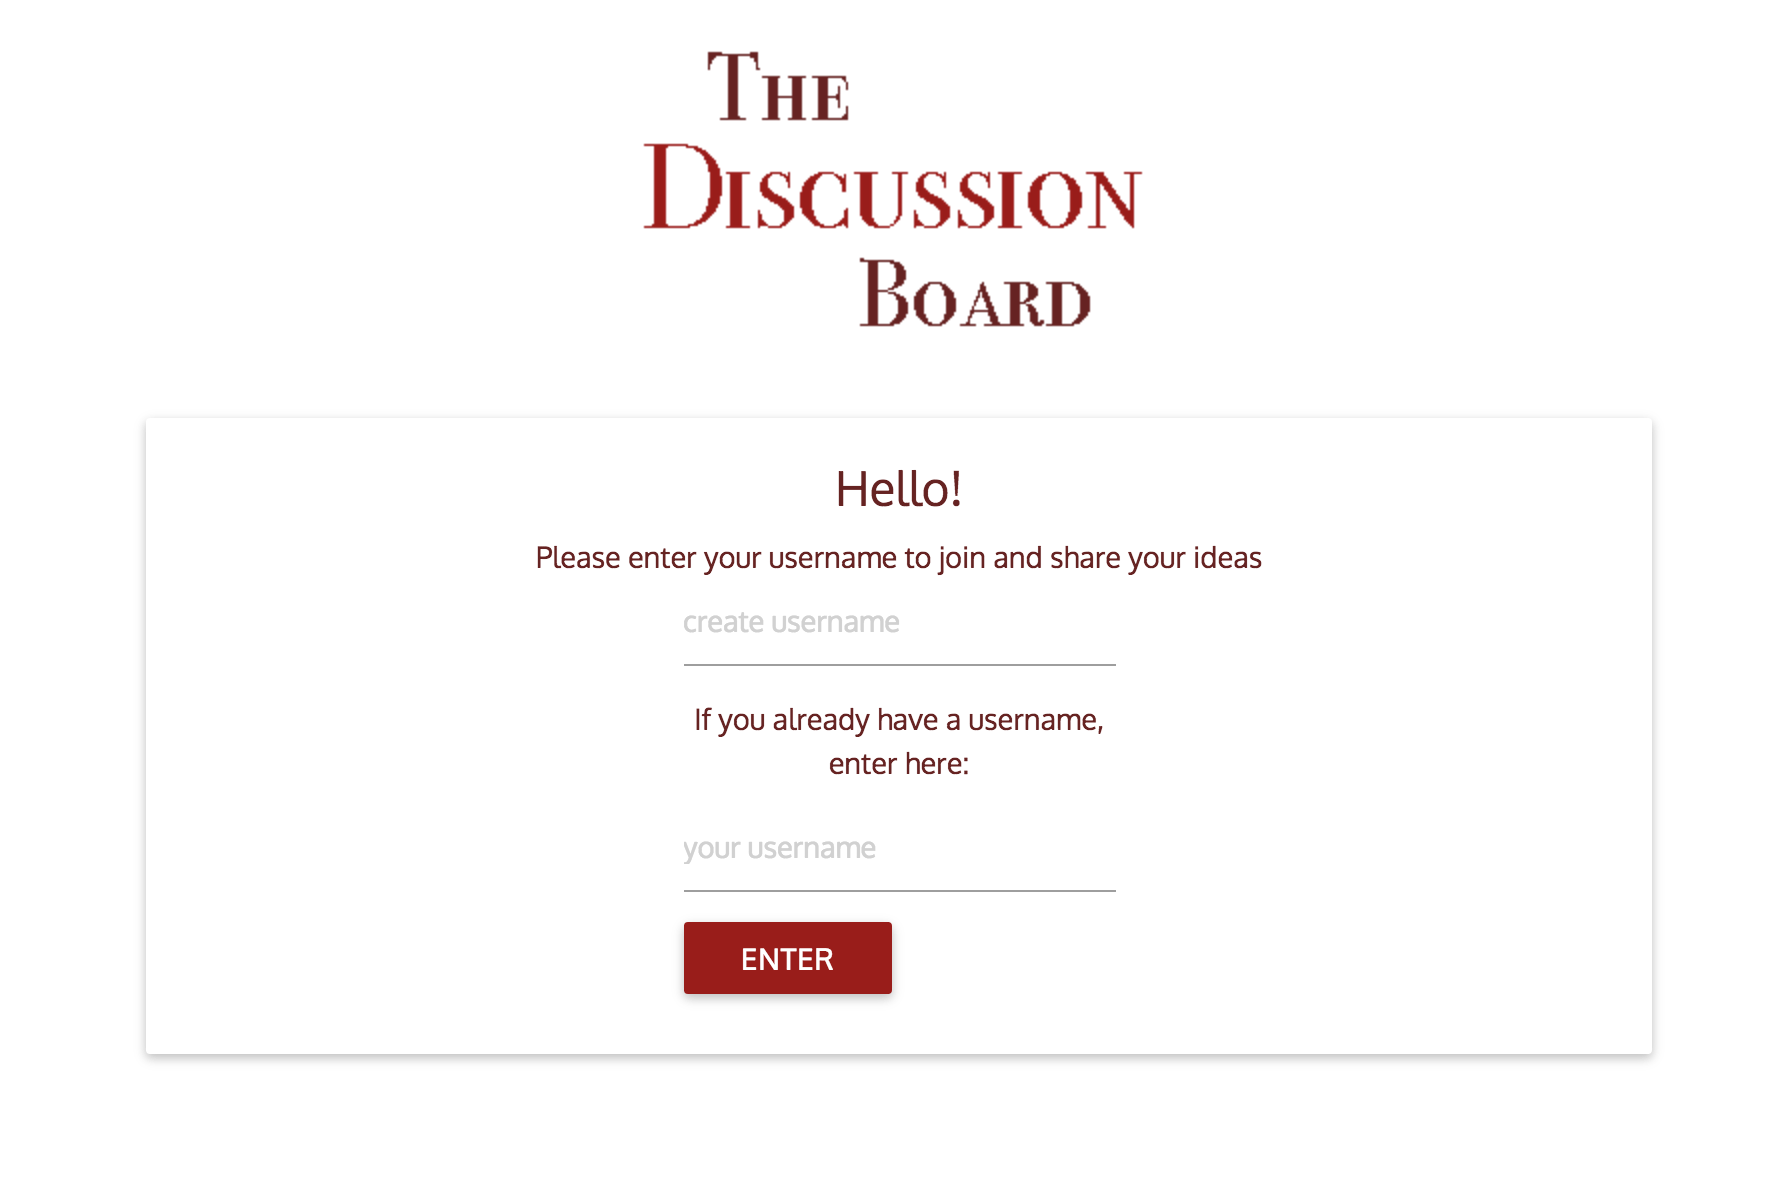 The
Discussion
Board
Hello!
Please enter your username to join and share your ideas
create username
If you already have a username,
enter here:
your username
ENTER